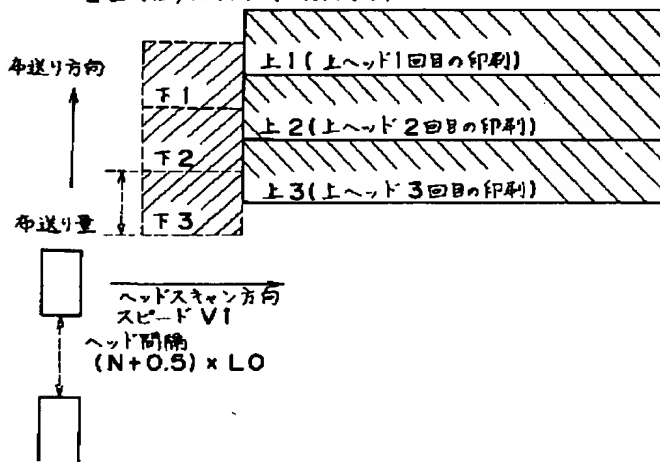 上1(上ヘッド1回目の印刷)
布送り方向
下1
上2(上ヘッド2回目の印刷)
下2
上3(上ヘッド3回目の印刷)
布送り量
下3
ヘッドスキャン方向
スピードV1
ヘッド間隔
(N+0.5)×L0